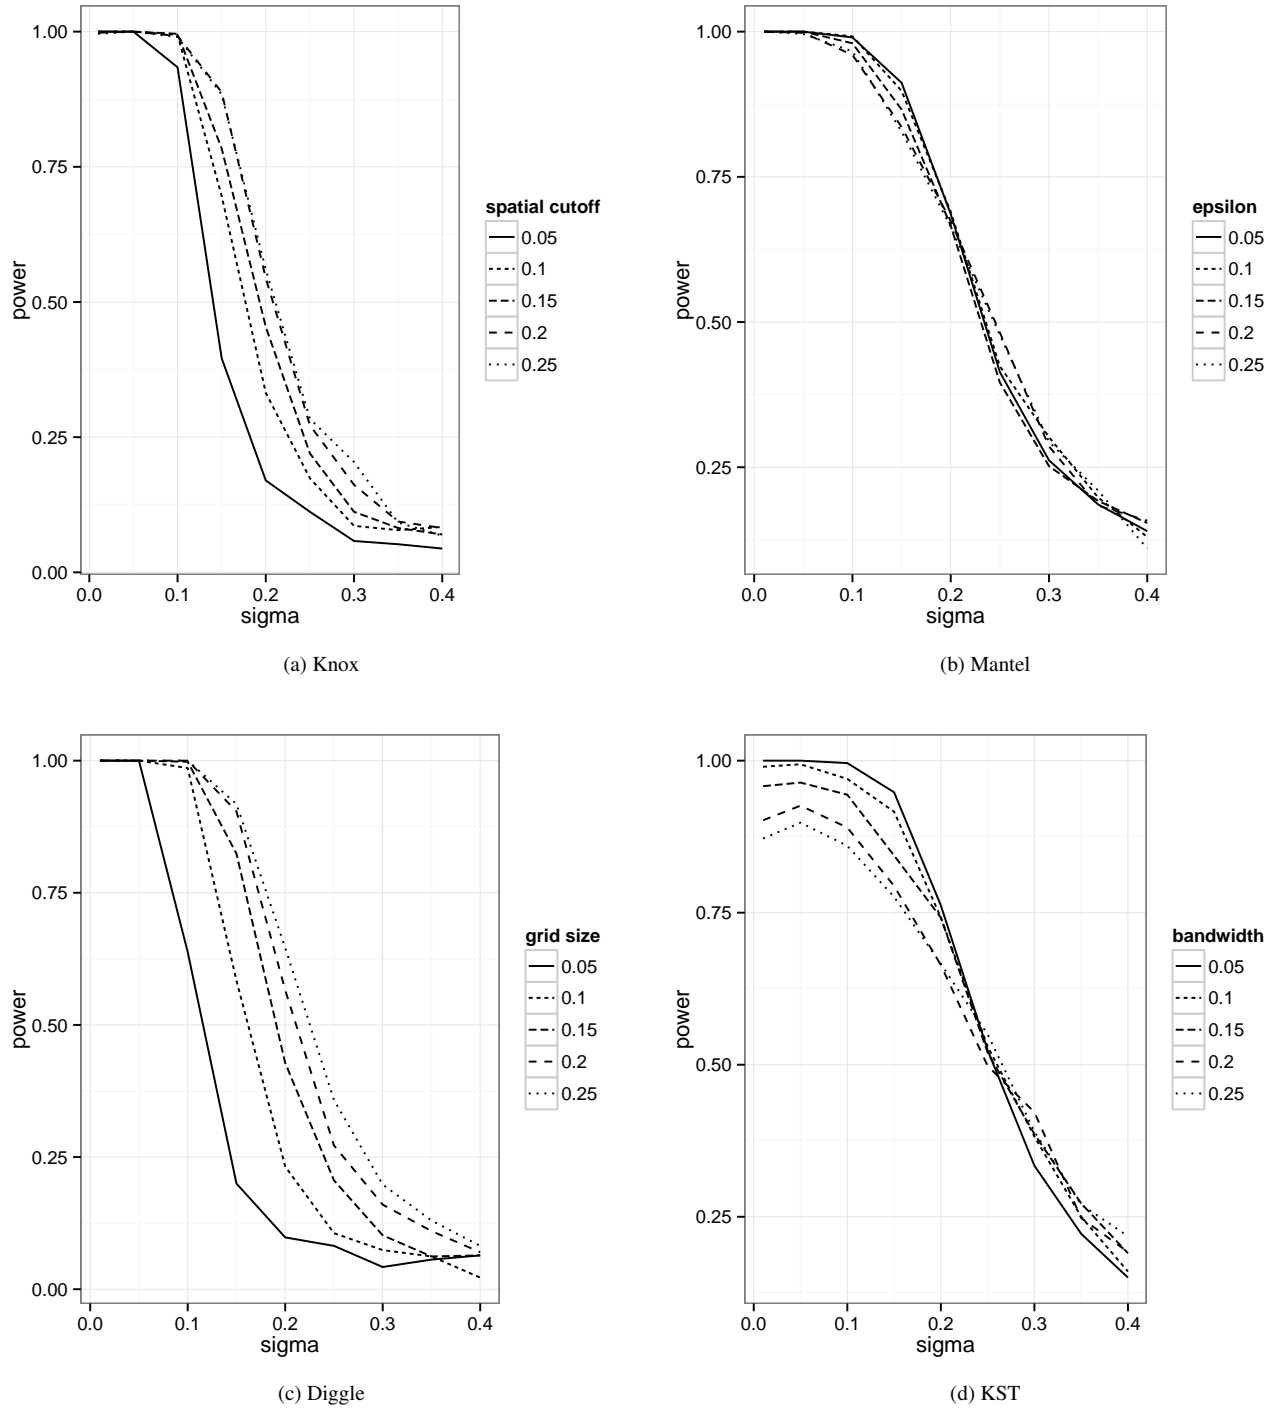 1.00
0.75
0.50
0.25
0.00
power
0.0 0.1 0.2 0.3 0.4
sigma
spatial cutoff
0.05
0.1
0.15
0.2
0.25
(a) Knox
1.00
0.75
0.50
0.25
power
0.0 0.1 0.2 0.3 0.4
sigma
epsilon
0.05
0.1
0.15
0.2
0.25
(b) Mantel
1.00
0.75
0.50
0.25
0.00
power
0.0 0.1 0.2 0.3 0.4
sigma
grid size
0.05
0.1
0.15
0.2
0.25
(c) Diggle
1.00
0.75
0.50
0.25
power
0.0 0.1 0.2 0.3 0.4
sigma
bandwidth
0.05
0.1
0.15
0.2
0.25
(d) KST